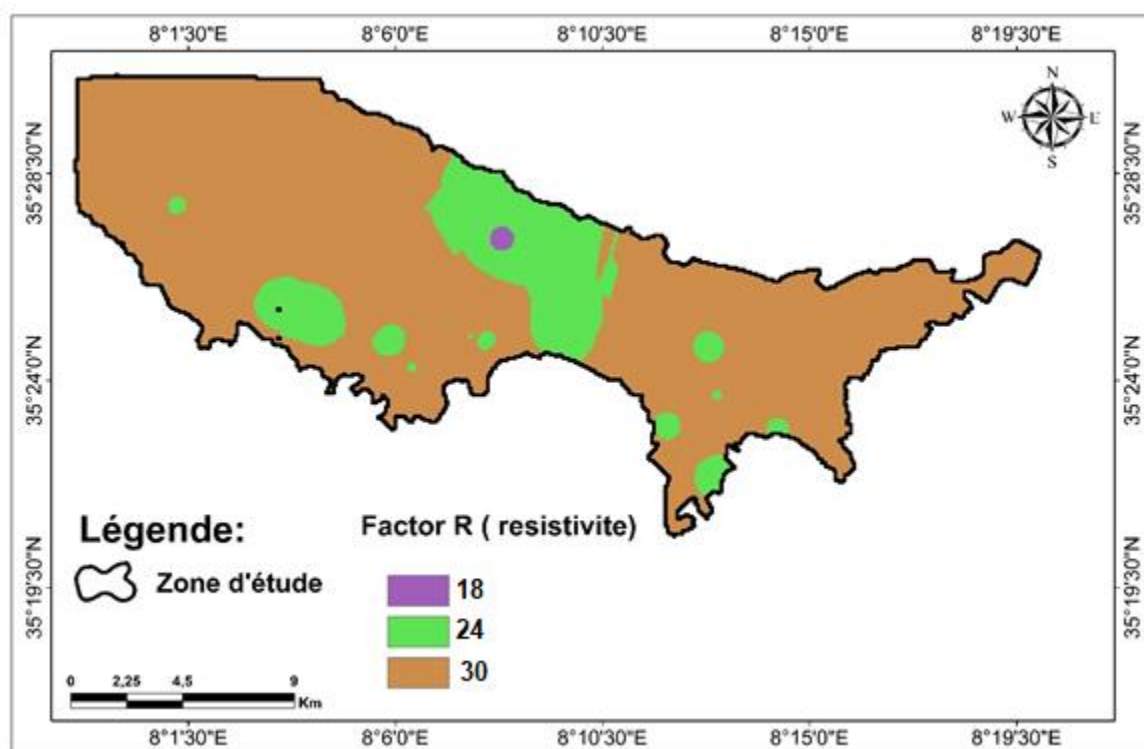 8°1'30"E 8°6'0"E 8°10'30"E 8°15'0"E 8°19'30"E
N
W E
S
35°28'30"N 35°28'30"N
35°24'0"N 35°24'0"N
35°19'30"N 35°19'30"N
Légende:
Zone d'étude
Factor R ( resistivite)
18
24
30
0 2,25 4,5 9
Km
8°1'30"E 8°6'0"E 8°10'30"E 8°15'0"E 8°19'30"E